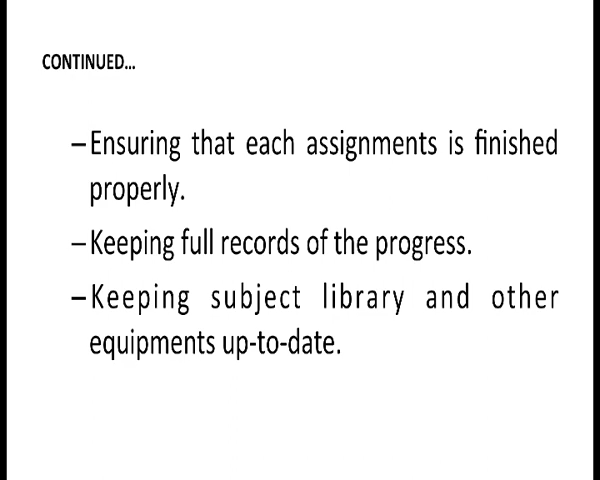 CONTINUED...
–Ensuring that each assignments is finished
properly.
–Keeping full records of the progress.
–Keeping subject library and other
equipments up-to-date.